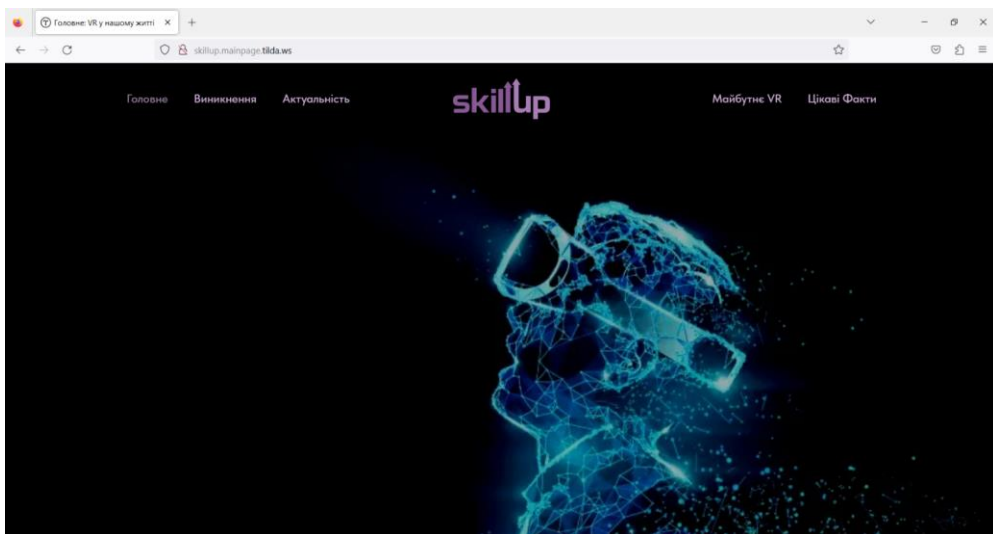 Головне: VR у нашому житті
skillup.mainpage.tilda.ws
Головне Виникнення Актуальність skillup Майбутнє VR Цікаві Факти